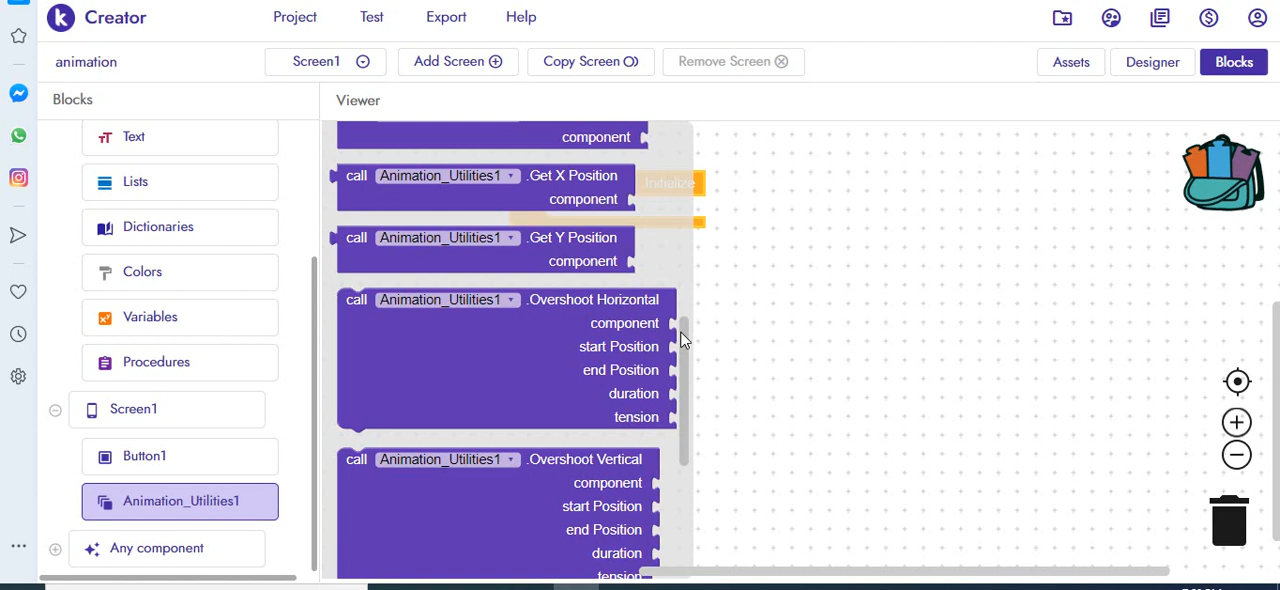 Creator
Project
Test
Export
Help
animation
Screen1
Add Screen
Copy Screen
Remove Screen
Assets
Designer
Blocks
Blocks
Viewer
Text
Lists
Dictionaries
Colors
Variables
Procedures
Screen1
Button1
Animation_Utilities1
Any component
component
call Animation_Utilities1 .Get X Position
component
.Initialize
call Animation_Utilities1 .Get Y Position
component
call Animation_Utilities1 .Overshoot Horizontal
component
start Position
end Position
duration
tension
call Animation_Utilities1 .Overshoot Vertical
component
start Position
end Position
duration
tension